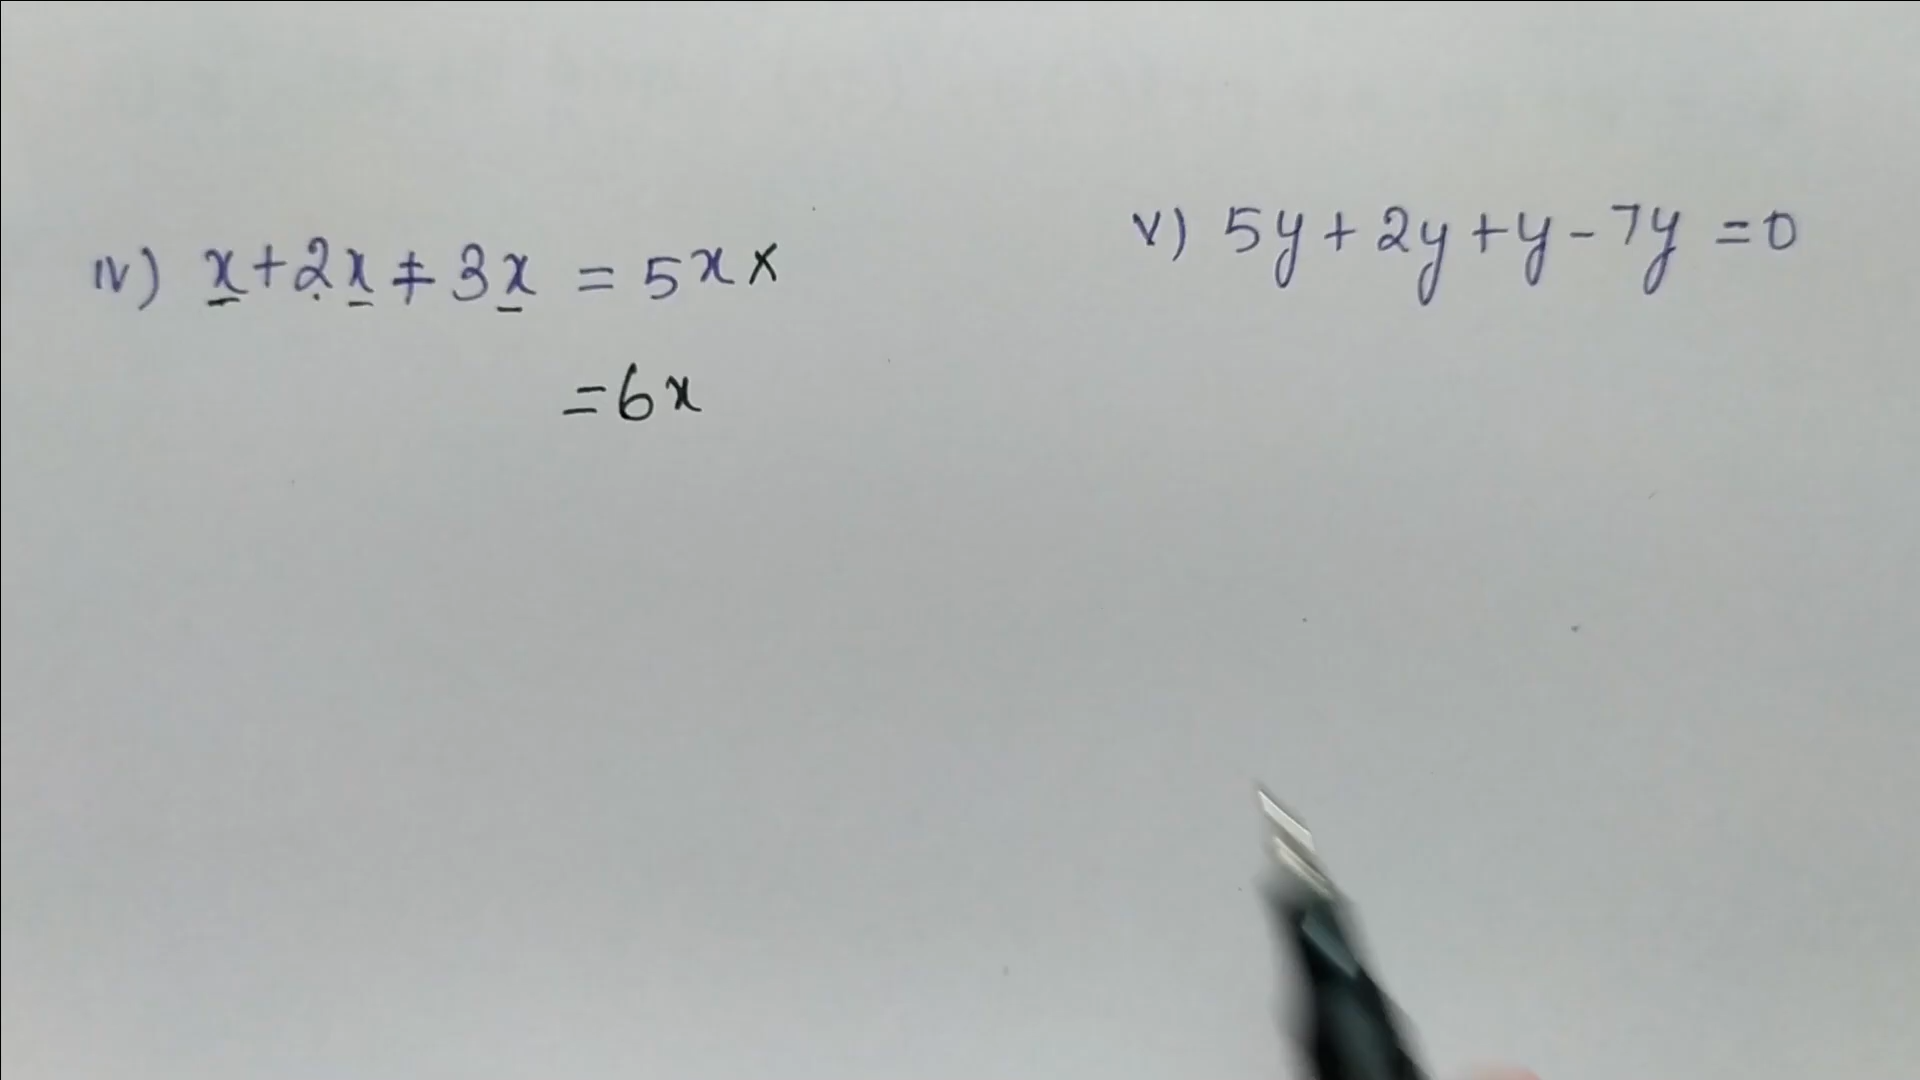 IV) x+2x+3x = 5x ×
= 6x
V) 5y+2y+y-7y =0